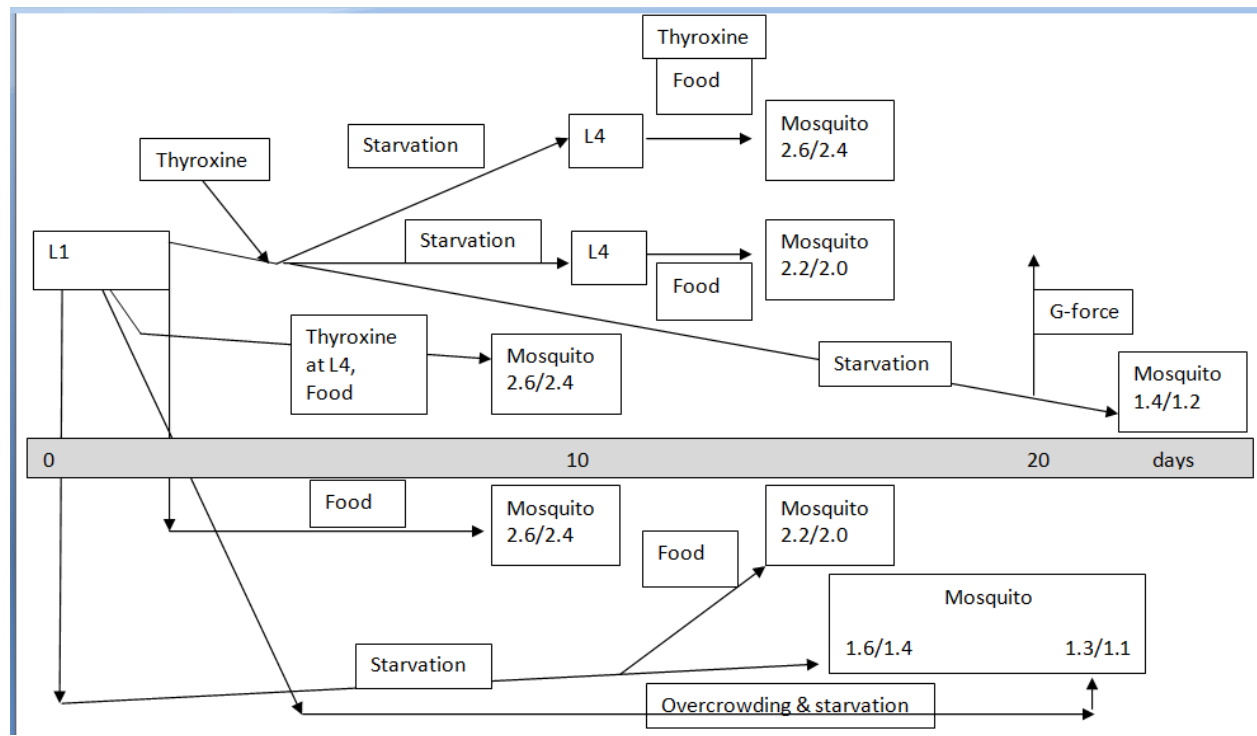 Thyroxine
Food
Starvation
L4
Mosquito
2.6/2.4
Thyroxine
L1
Starvation
L4
Food
Mosquito
2.2/2.0
G-force
Thyroxine
at L4,
Food
Mosquito
2.6/2.4
Starvation
Mosquito
1.4/1.2
0 10 20 days
Food
Mosquito
2.6/2.4
Food
Mosquito
2.2/2.0
Mosquito
1.6/1.4 1.3/1.1
Starvation
Overcrowding & starvation